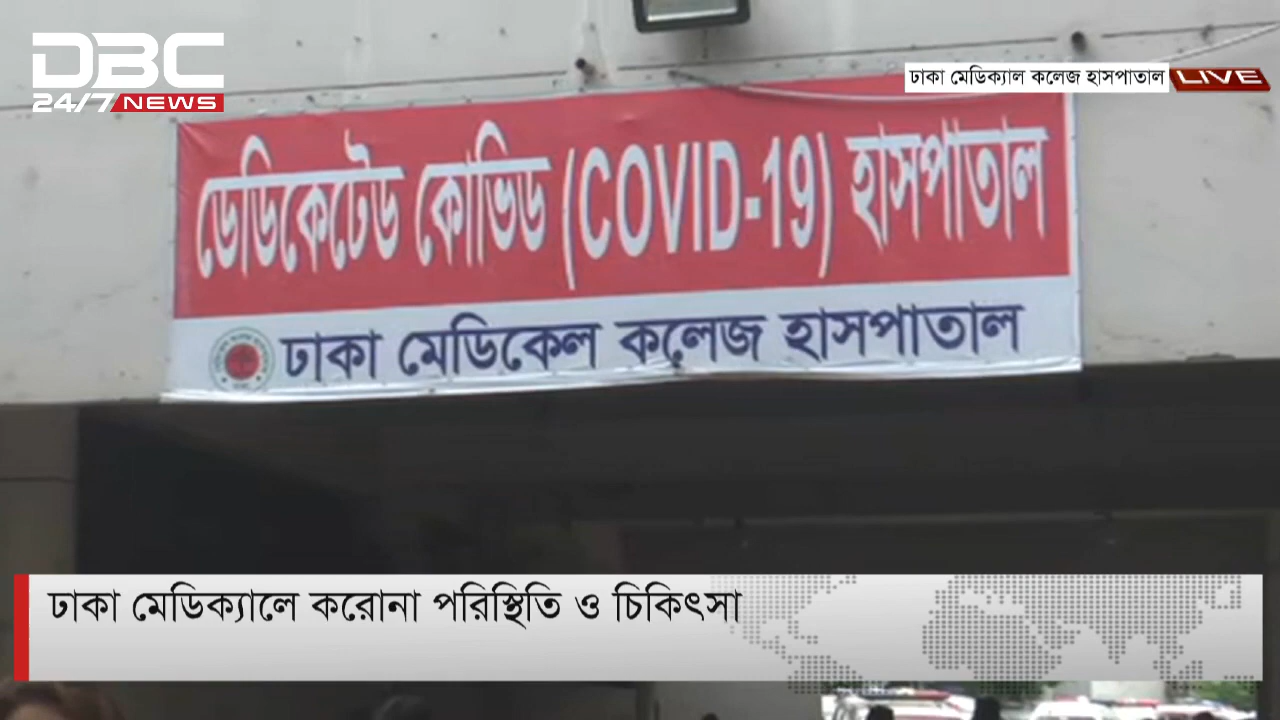 DBC
24/7 NEWS
ঢাকা মেডিক্যাল কলেজ হাসপাতাল LIVE
ডেডিকেটেড কোভিড (COVID-19) হাসপাতাল
ঢাকা মেডিকেল কলেজ হাসপাতাল
ঢাকা মেডিক্যালে করোনা পরিস্থিতি ও চিকিৎসা